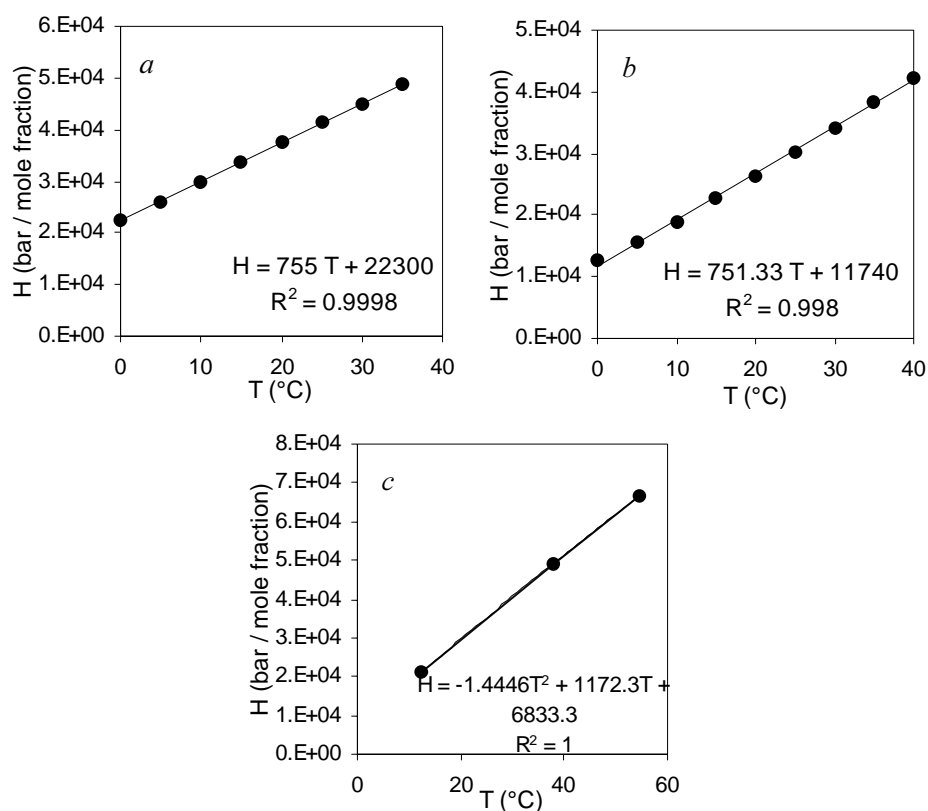 a
H (bar / mole fraction)
6.E+04
5.E+04
4.E+04
3.E+04
2.E+04
1.E+04
0.E+00
H = 755 T + 22300
R² = 0.9998
0 10 20 30 40
T (°C)
b
H (bar / mole fraction)
5.E+04
4.E+04
3.E+04
2.E+04
1.E+04
0.E+00
H = 751.33 T + 11740
R² = 0.998
0 10 20 30 40
T (°C)
c
H (bar / mole fraction)
8.E+04
7.E+04
6.E+04
5.E+04
4.E+04
3.E+04
2.E+04
1.E+04
0.E+00
H = -1.4446T² + 1172.3T +
6833.3
R² = 1
0 20 40 60
T (°C)